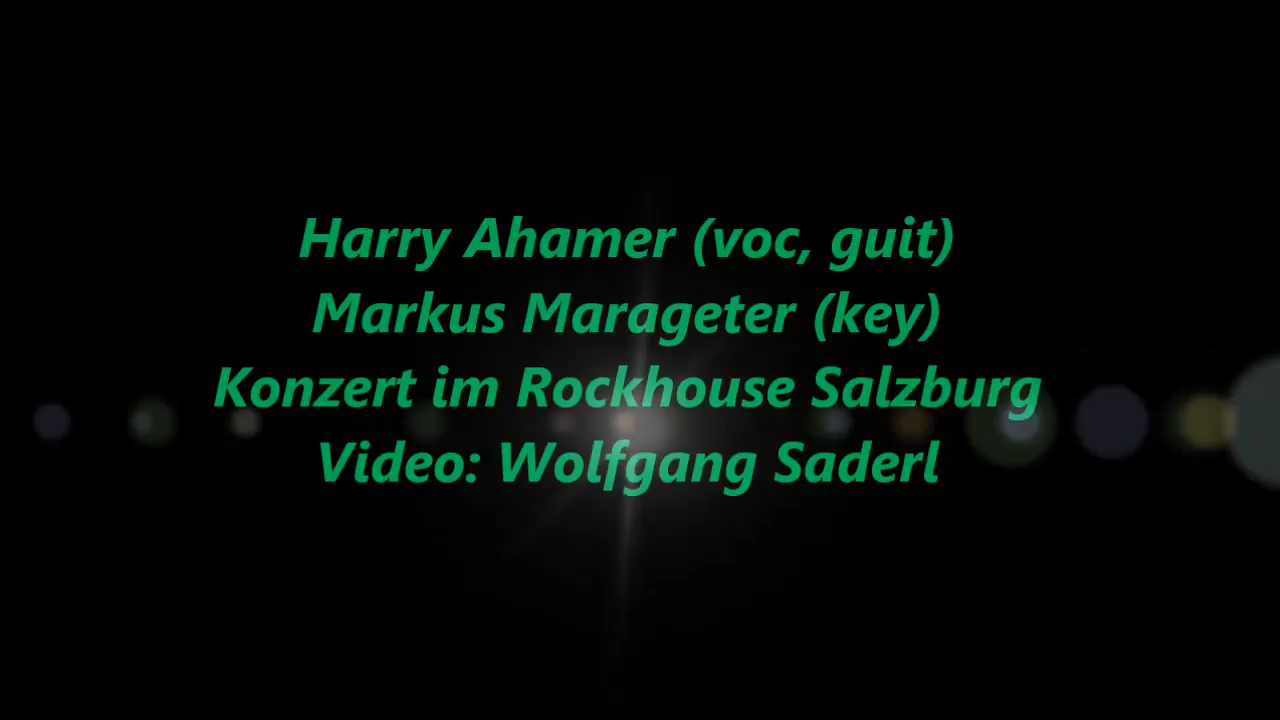 Harry Ahamer (voc, guit)
Markus Marageter (key)
Konzert im Rockhouse Salzburg
Video: Wolfgang Saderl